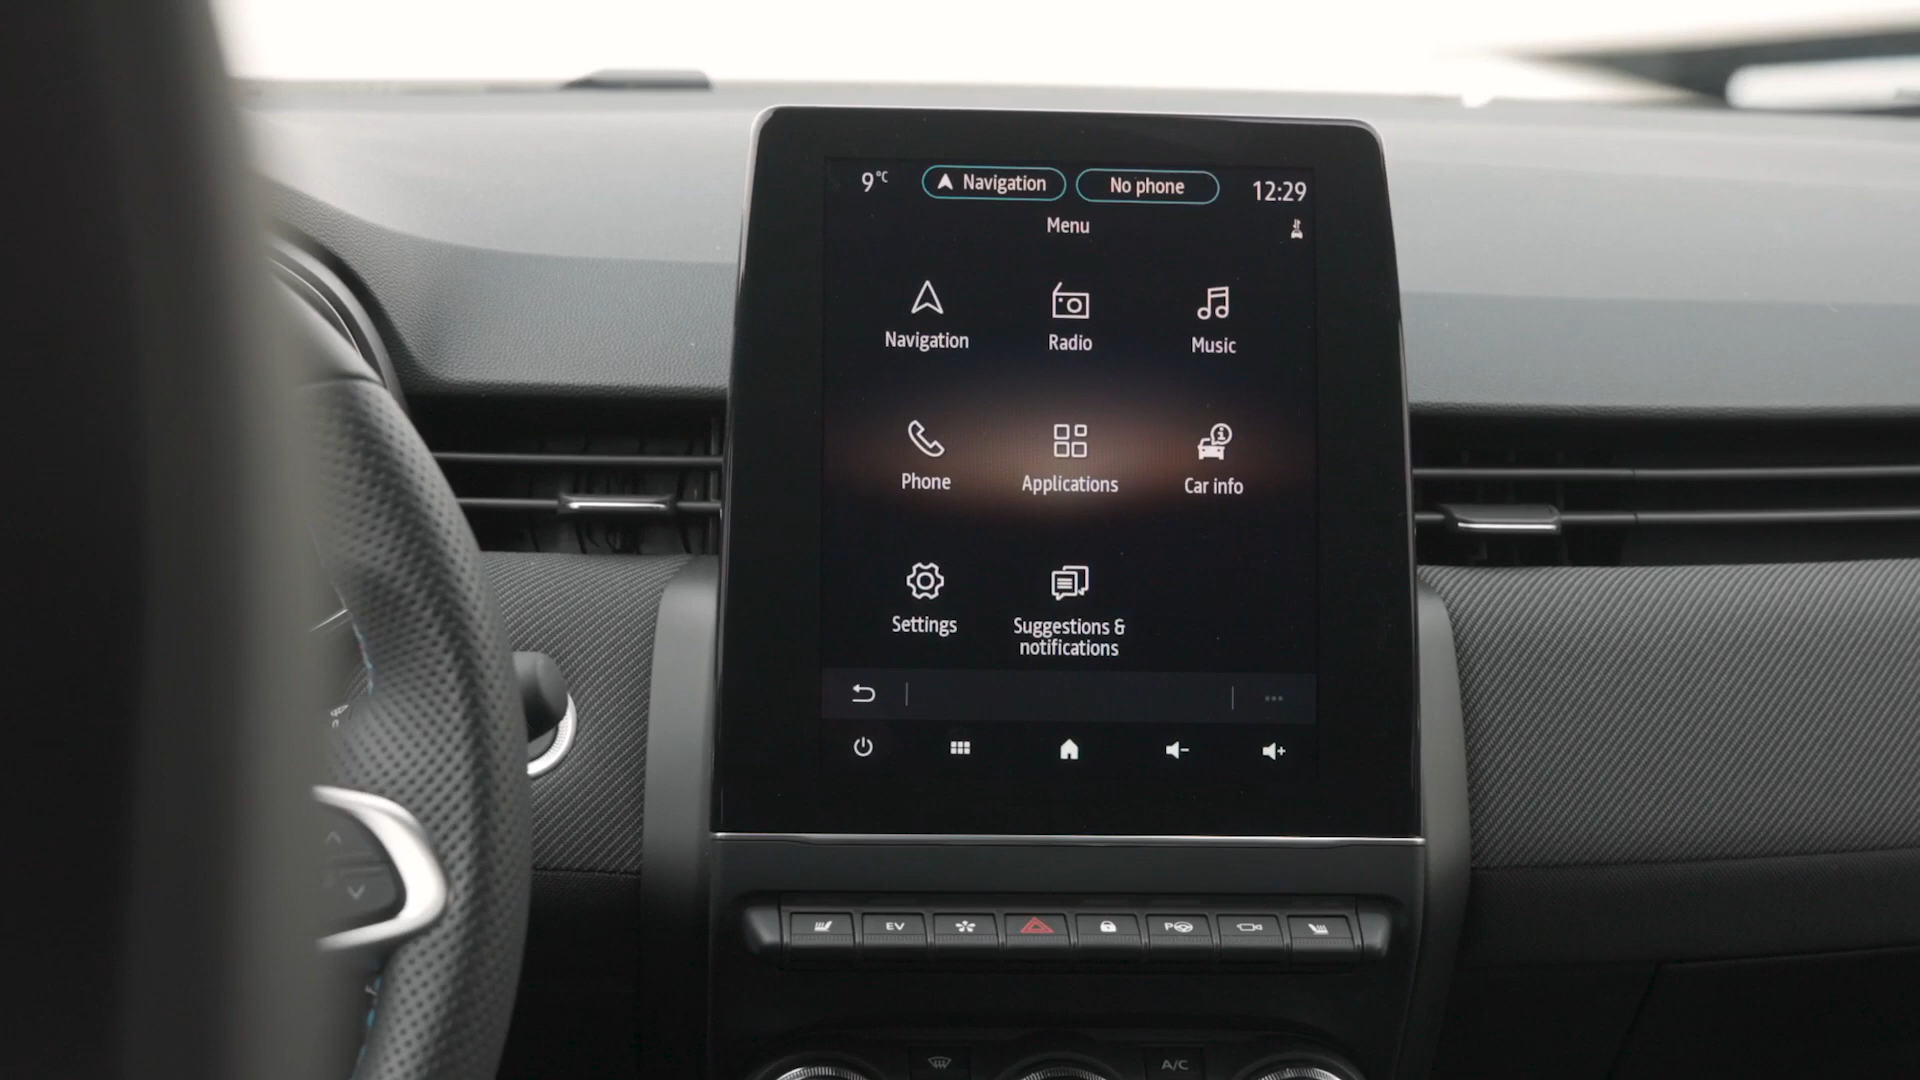 9°C
Navigation
No phone
12:29
Menu
Navigation
Radio
Music
Phone
Applications
Car info
Settings
Suggestions &
notifications
EV
P
A/C